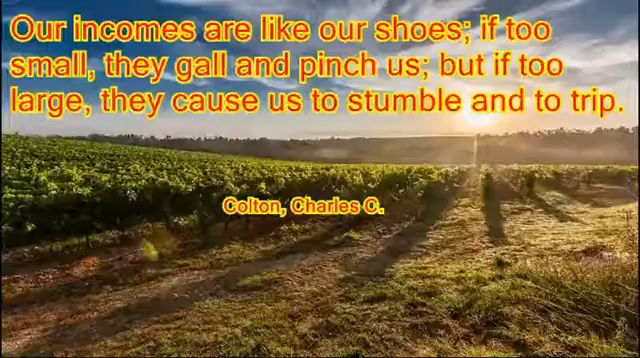 Our incomes are like our shoes; if too
small, they gall and pinch us; but if too
large, they cause us to stumble and to trip.
Colton, Charles C.